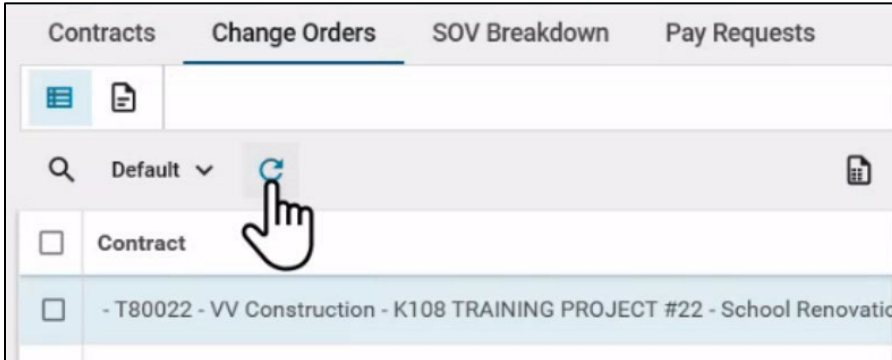 Contracts Change Orders SOV Breakdown Pay Requests
Default
Contract
- T80022 - VV Construction - K108 TRAINING PROJECT #22 - School Renovatio